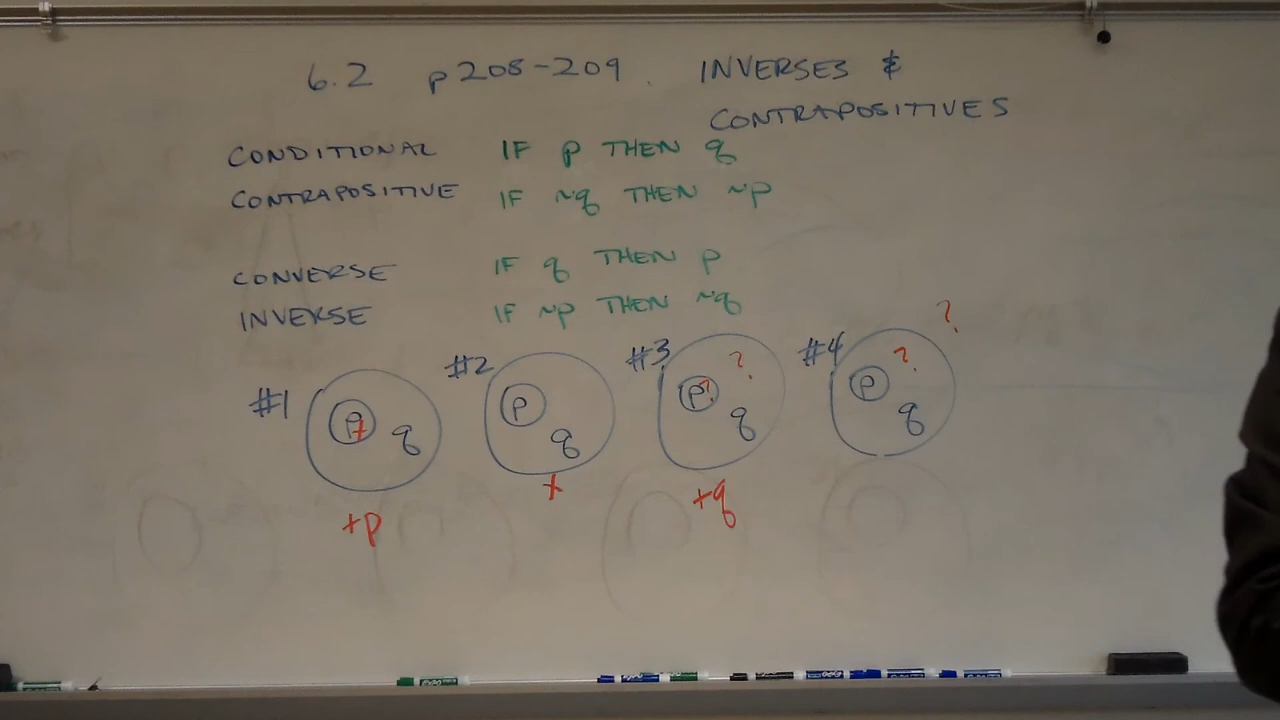 6.2 p208-209. INVERSES &
CONTRAPOSITIVES
CONDITIONAL IF p THEN q
CONTRAPOSITIVE IF ~q THEN ~p
CONVERSE IF q THEN p
INVERSE IF ~p THEN ~q
#1 #2 #3 #4 ?
? ?
p p p ? p
q q q q
+p + +q